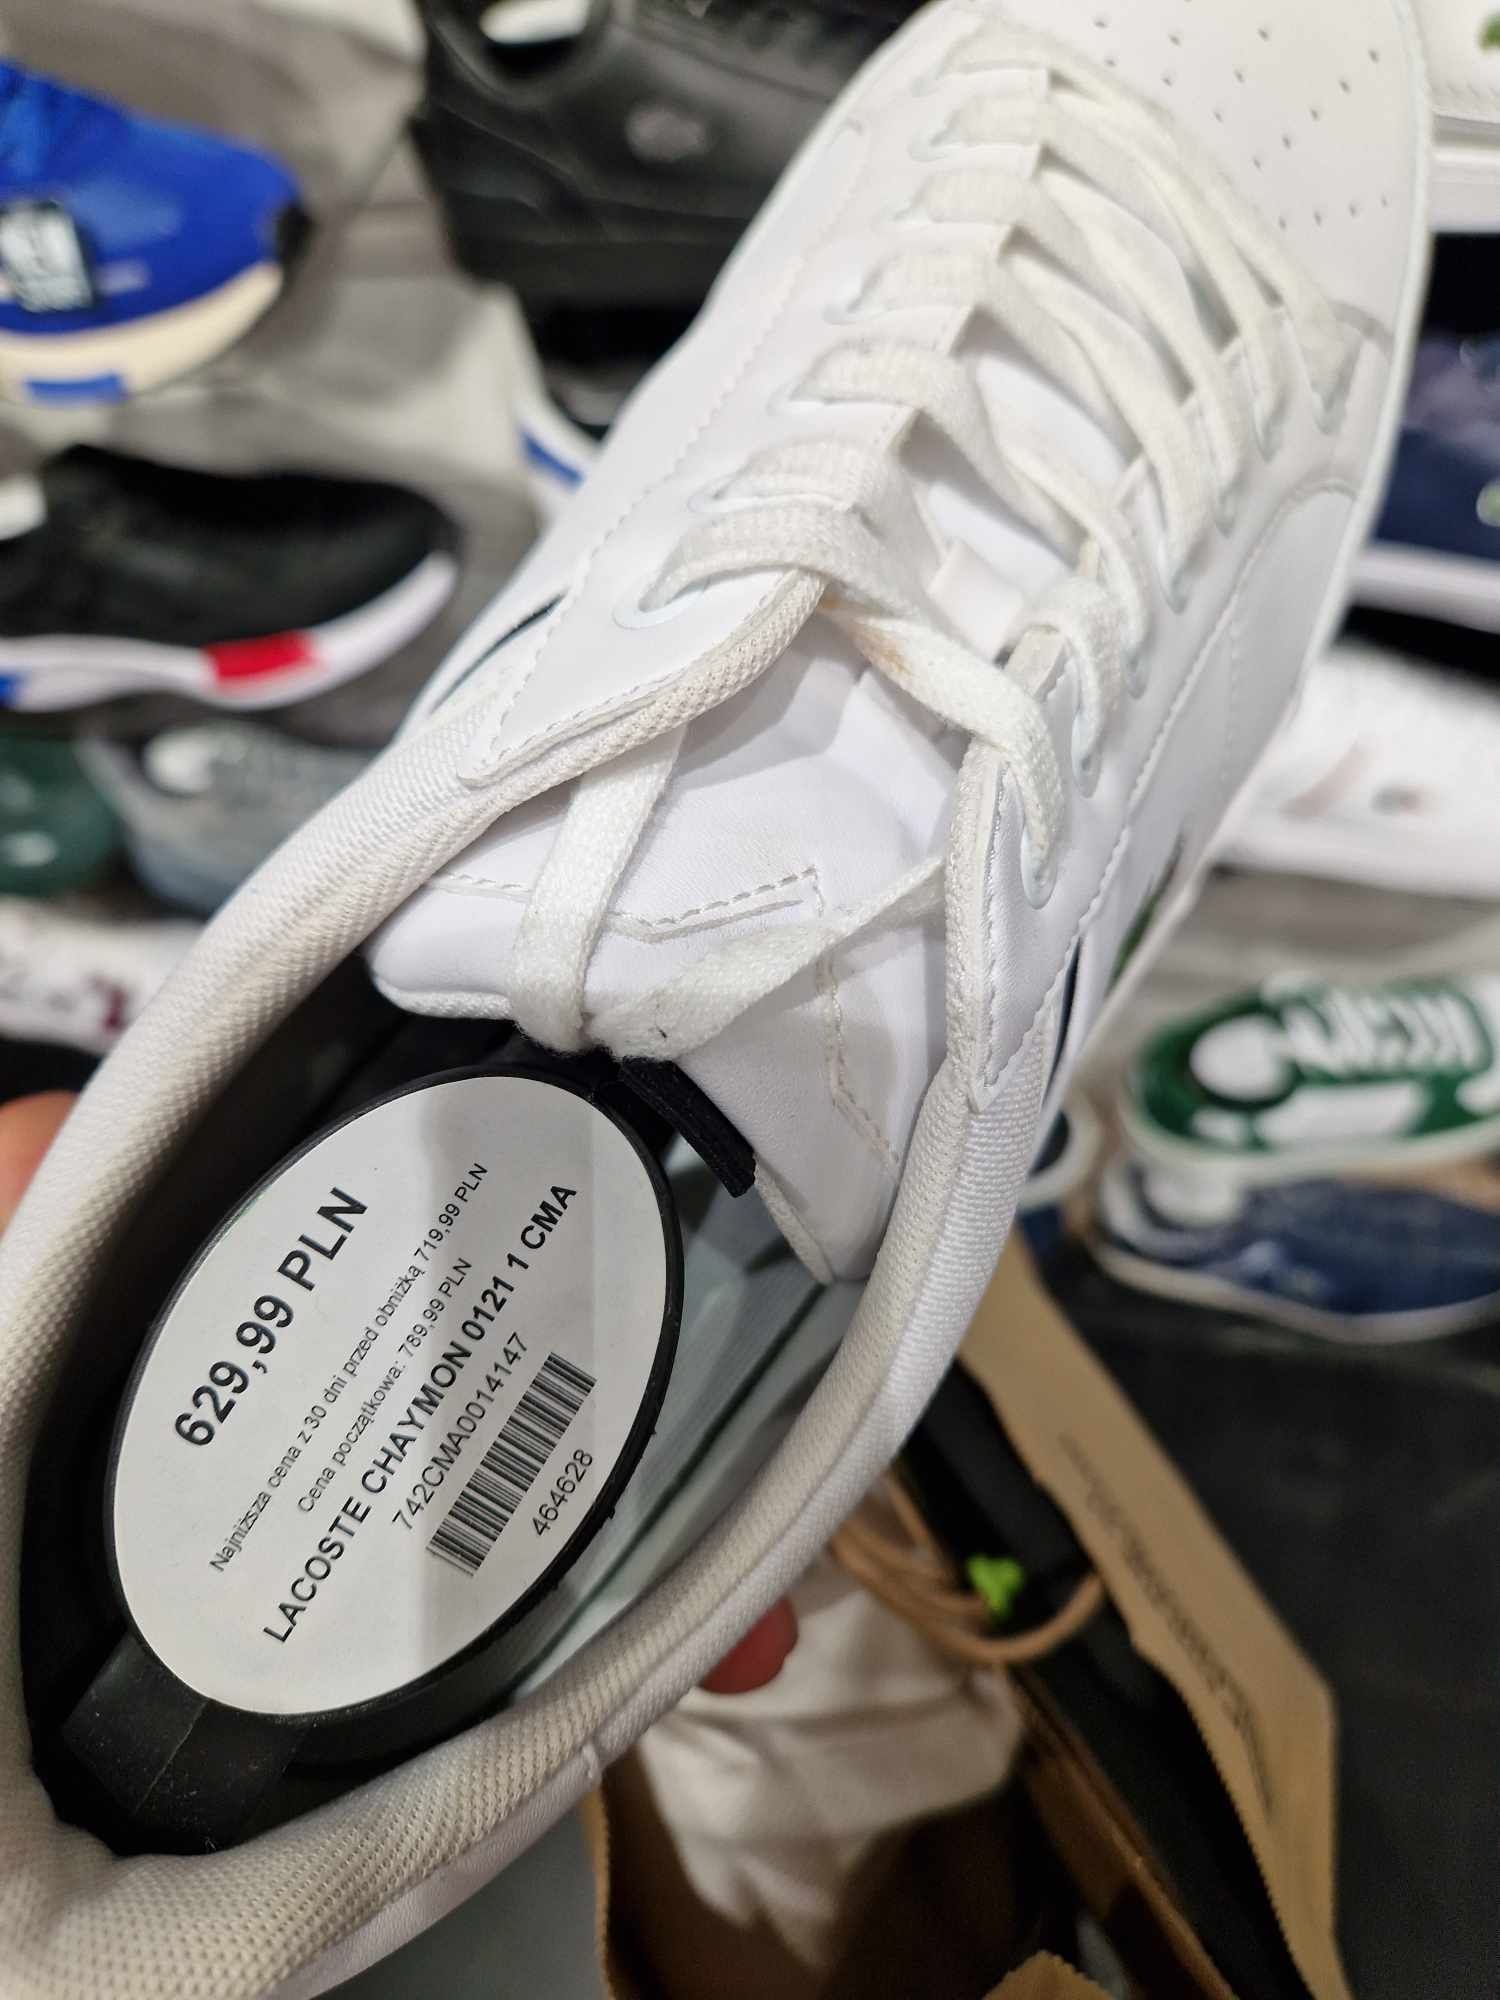 629,99 PLN
Najniższa cena z 30 dni przed obniżką 719,99 PLN
Cena początkowa: 789,99 PLN
LACOSTE CHAYMON 0121 1 CMA
742CMA0014147
464628